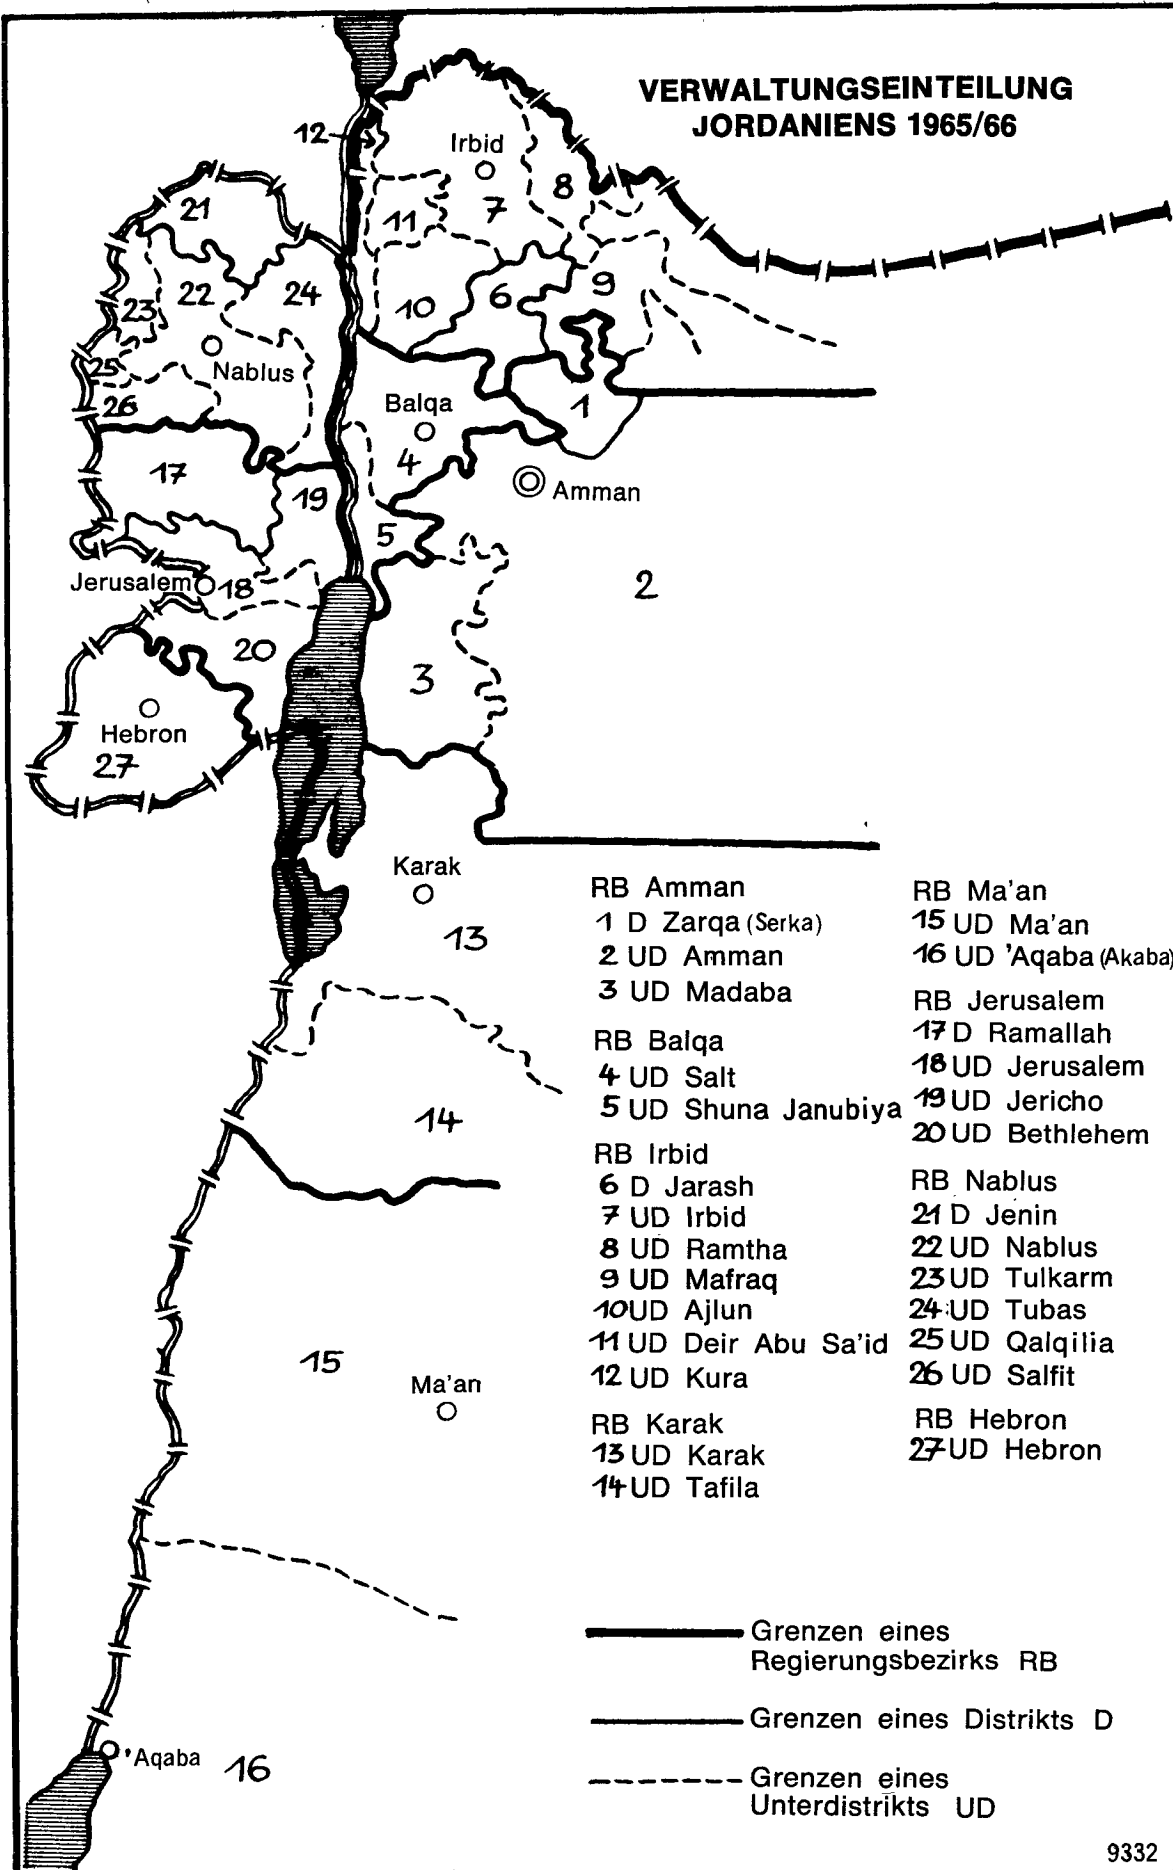 VERWALTUNGSEINTEILUNG
JORDANIENS 1965/66
12
Irbid
8
21
11
7
22
24
10
6
9
23
Nablus
25
26
Balqa
1
4
17
19
Amman
5
Jerusalem
18
2
20
3
Hebron
27
Karak
13
14
15
Ma'an
'Aqaba
16
RB Amman
1 D Zarqa (Serka)
2 UD Amman
3 UD Madaba
RB Balqa
4 UD Salt
5 UD Shuna Janubiya
RB Irbid
6 D Jarash
7 UD Irbid
8 UD Ramtha
9 UD Mafraq
10 UD Ajlun
11 UD Deir Abu Sa'id
12 UD Kura
RB Karak
13 UD Karak
14 UD Tafila
RB Ma'an
15 UD Ma'an
16 UD 'Aqaba (Akaba)
RB Jerusalem
17 D Ramallah
18 UD Jerusalem
19 UD Jericho
20 UD Bethlehem
RB Nablus
21 D Jenin
22 UD Nablus
23 UD Tulkarm
24 UD Tubas
25 UD Qalqilia
26 UD Salfit
RB Hebron
27 UD Hebron
Grenzen eines
Regierungsbezirks RB
Grenzen eines Distrikts D
Grenzen eines
Unterdistrikts UD
9332